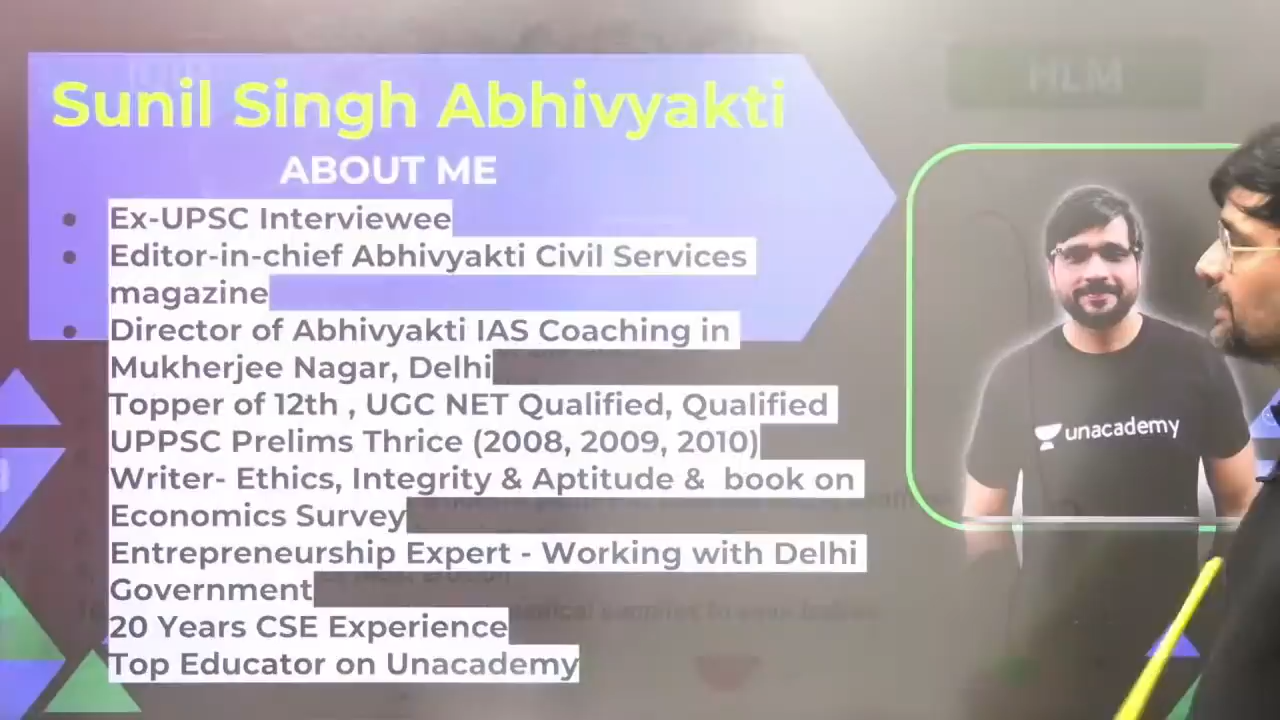 HLM
Sunil Singh Abhivyakti
ABOUT ME
Ex-UPSC Interviewee
Editor-in-chief Abhivyakti Civil Services
magazine
Director of Abhivyakti IAS Coaching in
Mukherjee Nagar, Delhi
Topper of 12th , UGC NET Qualified, Qualified
UPPSC Prelims Thrice (2008, 2009, 2010)
Writer- Ethics, Integrity & Aptitude & book on
Economics Survey
Entrepreneurship Expert - Working with Delhi
Government
20 Years CSE Experience
Top Educator on Unacademy
unacademy